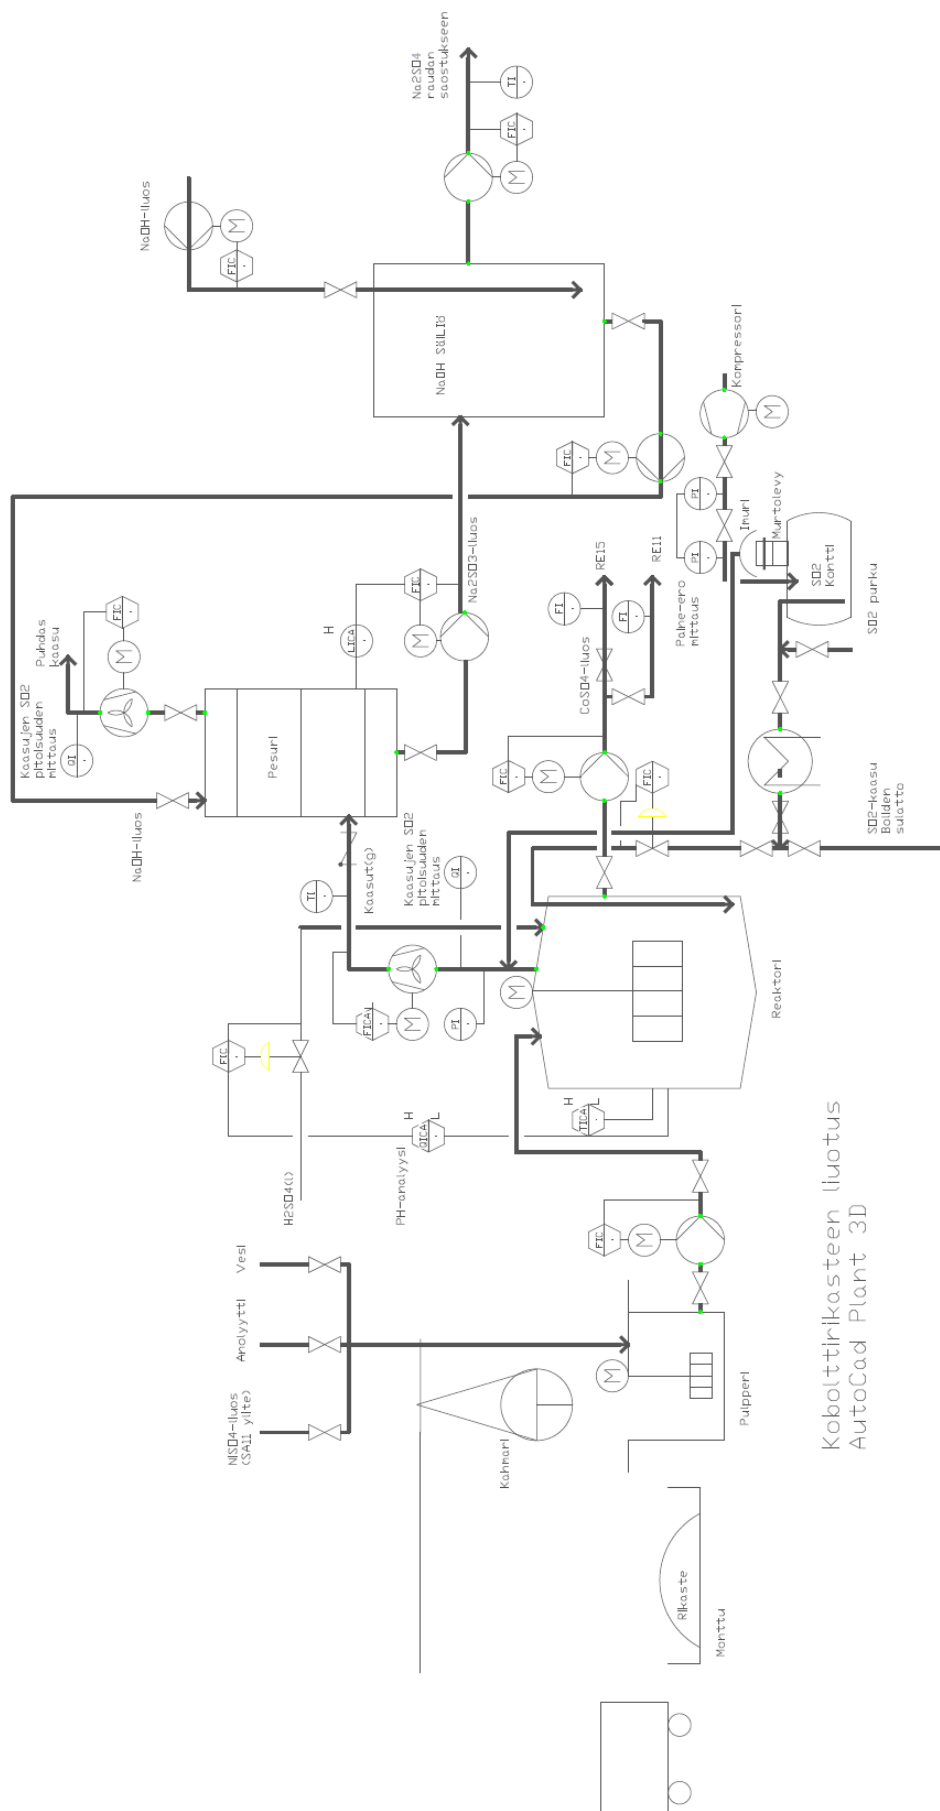 Puhdas
kaasu
Kaasujen SO2
pitoisuuden
mittaus
QI
M
FIC
NaOH-liuos
NaOH-liuos
FIC
M
Vesi
Anolyytti
NiSO4-liuos
(SA11 ylite)
FIC
Pesuri
H2SO4(l)
TI
Kaasut(g)
LICA
H
FICA
L
M
FIC
M
Na2SO3-liuos
Na2SO4
raudan
saostukseen
NaOH SäILIö
TI
FIC
M
PH-analyysi
QICA
H
L
Kaasujen SO2
pitoisuuden
mittaus
QI
PI
Kahmari
M
FIC
M
FIC
M
TICA
H
L
CoSO4-liuos
FI
RE15
FI
RE11
FIC
M
FIC
M
Paine-ero
mittaus
PI
PI
Kompressori
M
Rikaste
Monttu
Pulpperi
Reaktori
Imuri
Murtolevy
SO2
Kontti
SO2 purku
SO2-kaasu
Boliden
sulatto
Kobolttirikasteen liuotus
AutoCad Plant 3D